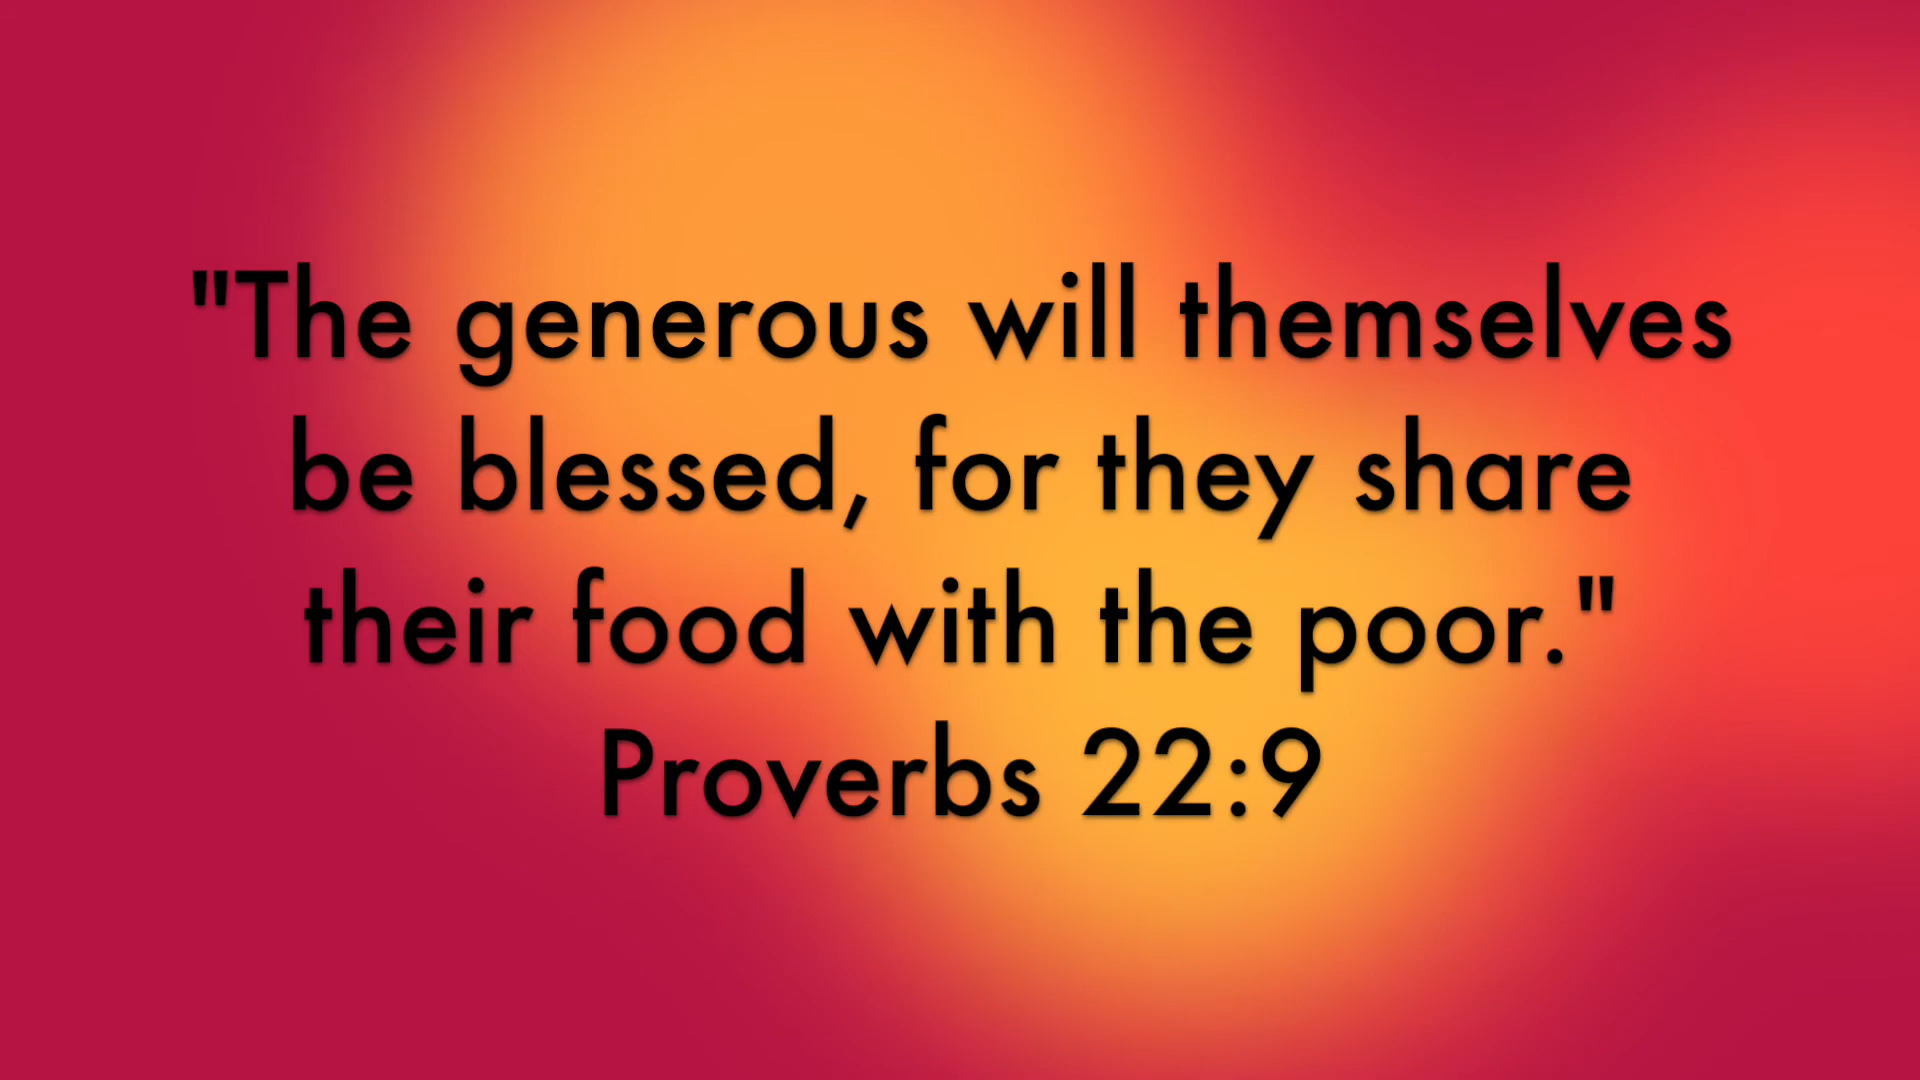 "The generous will themselves
be blessed, for they share
their food with the poor."
Proverbs 22:9